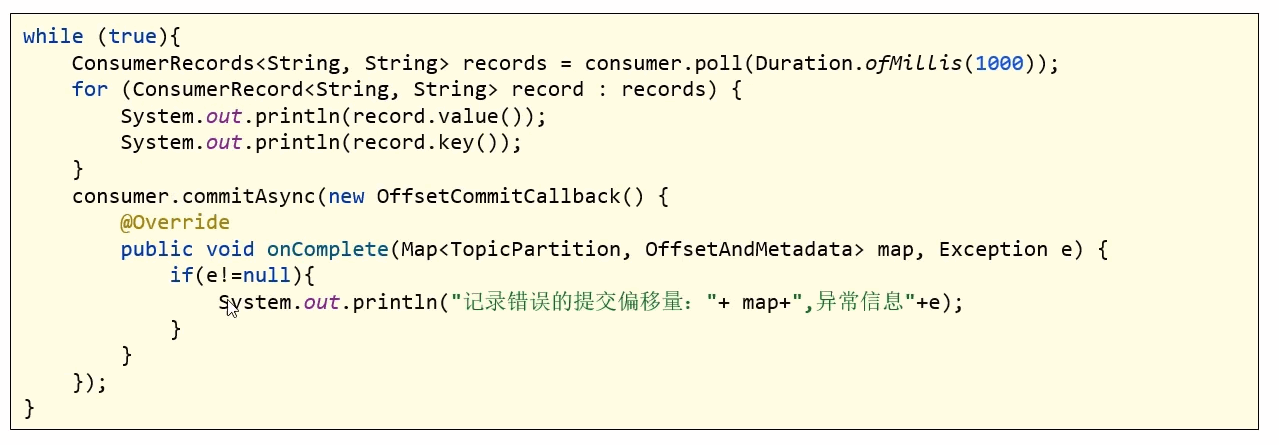 while (true){
    ConsumerRecords<String, String> records = consumer.poll(Duration.ofMillis(1000));
    for (ConsumerRecord<String, String> record : records) {
        System.out.println(record.value());
        System.out.println(record.key());
    }
    consumer.commitAsync(new OffsetCommitCallback() {
        @Override
        public void onComplete(Map<TopicPartition, OffsetAndMetadata> map, Exception e) {
            if(e!=null){
                System.out.println("记录错误的提交偏移量："+ map+",异常信息"+e);
            }
        }
    });
}